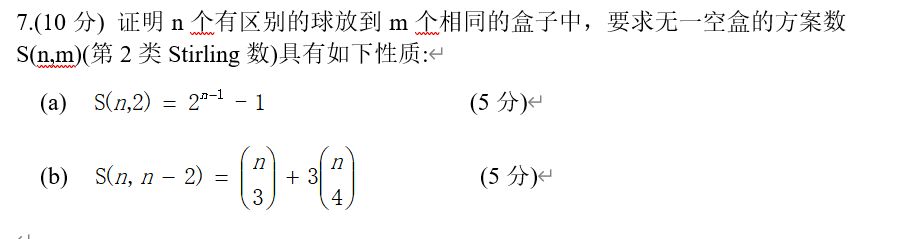 7.(10 分) 证明 n 个有区别的球放到 m 个相同的盒子中，要求无一空盒的方案数
S(n,m)(第 2 类 Stirling 数)具有如下性质:↵
(a) S(n,2) = 2^{n-1} - 1 (5 分)↵
(b) S(n, n - 2) = \binom{n}{3} + 3\binom{n}{4} (5 分)↵